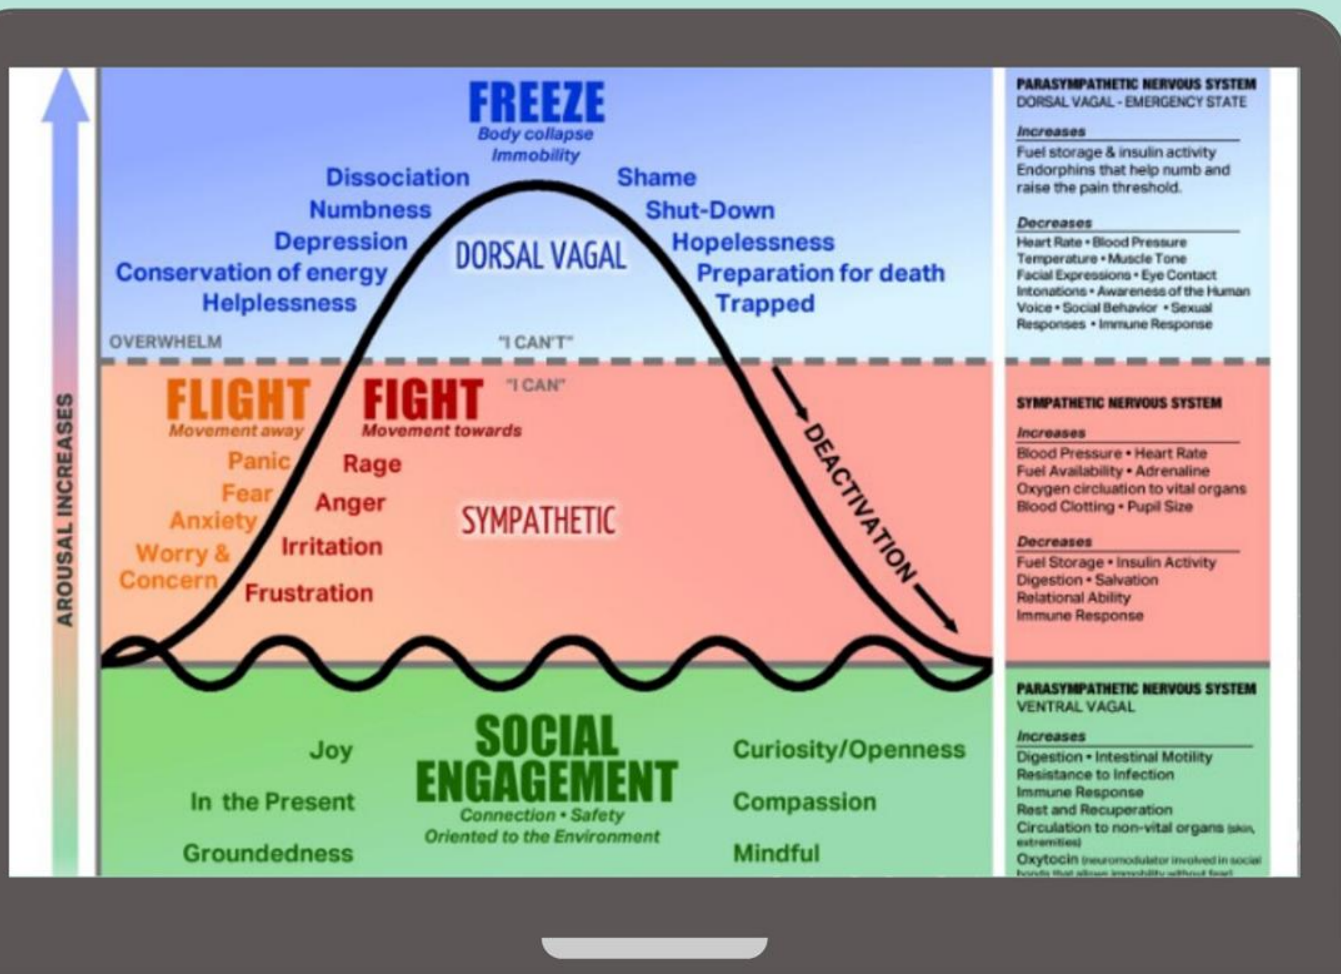 FREEZE
Body collapse
Immobility
Dissociation
Numbness
Depression
Conservation of energy
Helplessness
Shame
Shut-Down
Hopelessness
Preparation for death
Trapped
DORSAL VAGAL
OVERWHELM
"I CAN'T"
"I CAN"
AROUSAL INCREASES
FLIGHT
Movement away
Panic
Fear
Anxiety
Worry &
Concern
FIGHT
Movement towards
Rage
Anger
Irritation
Frustration
SYMPATHETIC
DEACTIVATION
SOCIAL
ENGAGEMENT
Connection • Safety
Oriented to the Environment
Joy
In the Present
Groundedness
Curiosity/Openness
Compassion
Mindful
PARASYMPATHETIC NERVOUS SYSTEM
DORSAL VAGAL - EMERGENCY STATE
Increases
Fuel storage & insulin activity
Endorphins that help numb and
raise the pain threshold.
Decreases
Heart Rate • Blood Pressure
Temperature • Muscle Tone
Facial Expressions • Eye Contact
Intonations • Awareness of the Human
Voice • Social Behavior • Sexual
Responses • Immune Response
SYMPATHETIC NERVOUS SYSTEM
Increases
Blood Pressure • Heart Rate
Fuel Availability • Adrenaline
Oxygen circluation to vital organs
Blood Clotting • Pupil Size
Decreases
Fuel Storage • Insulin Activity
Digestion • Salvation
Relational Ability
Immune Response
PARASYMPATHETIC NERVOUS SYSTEM
VENTRAL VAGAL
Increases
Digestion • Intestinal Motility
Resistance to Infection
Immune Response
Rest and Recuperation
Circulation to non-vital organs (skin,
extremities)
Oxytocin (neuromodulator involved in social
bonds that allows immobility without fear)